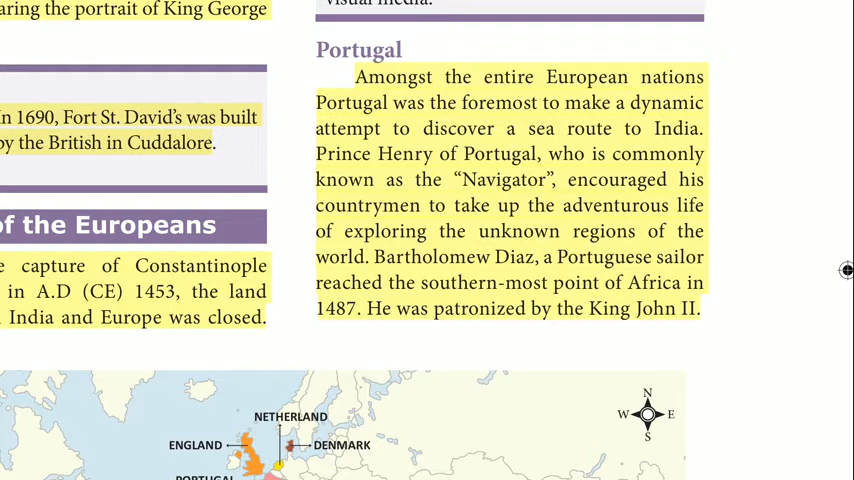 aring the portrait of King George
In 1690, Fort St. David's was built
by the British in Cuddalore.
of the Europeans
capture of Constantinople
in A.D (CE) 1453, the land
India and Europe was closed.
visual media.
Portugal
Amongst the entire European nations
Portugal was the foremost to make a dynamic
attempt to discover a sea route to India.
Prince Henry of Portugal, who is commonly
known as the “Navigator”, encouraged his
countrymen to take up the adventurous life
of exploring the unknown regions of the
world. Bartholomew Diaz, a Portuguese sailor
reached the southern-most point of Africa in
1487. He was patronized by the King John II.
NETHERLAND
ENGLAND
DENMARK
PORTUGAL
N
W
E
S